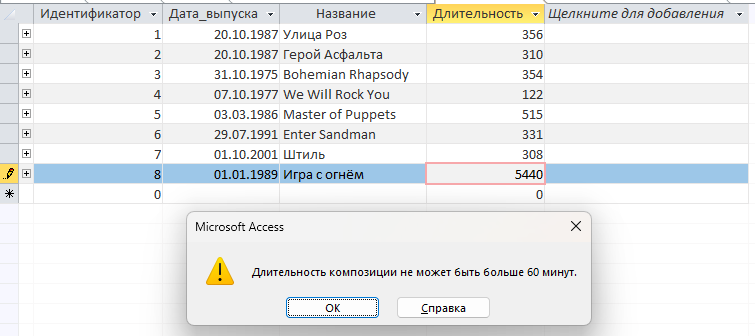 Идентификатор Дата_выпуска Название Длительность Щелкните для добавления
1 20.10.1987 Улица Роз 356
2 20.10.1987 Герой Асфальта 310
3 31.10.1975 Bohemian Rhapsody 354
4 07.10.1977 We Will Rock You 122
5 03.03.1986 Master of Puppets 515
6 29.07.1991 Enter Sandman 331
7 01.10.2001 Штиль 308
8 01.01.1989 Игра с огнём 5440
0 0
Microsoft Access
Длительность композиции не может быть больше 60 минут.
OK Справка